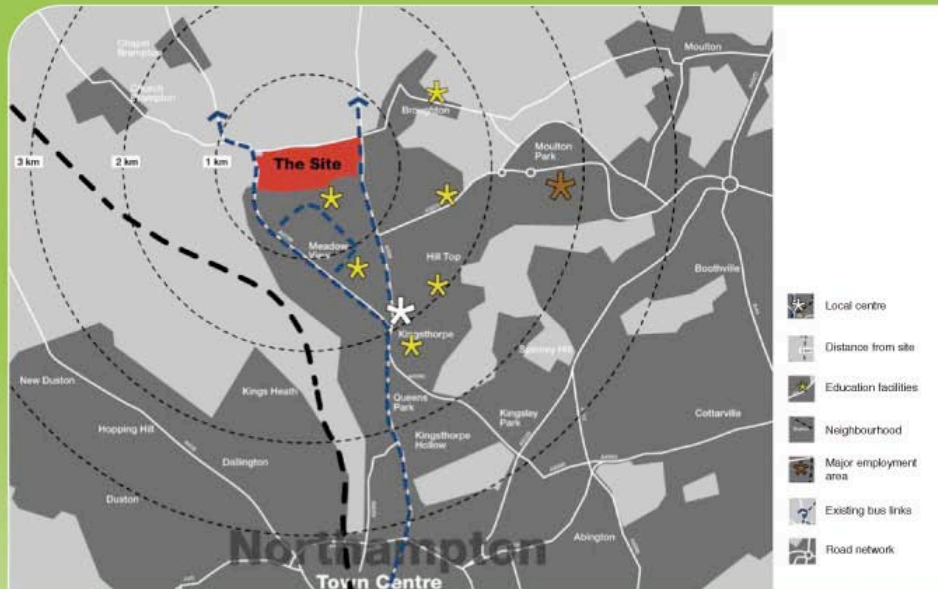 Chapel
Brampton
Church
Brampton
Moulton
Broughton
3 km
2 km
1 km
The Site
Moulton
Park
Meadow
View
Hill Top
Boothville
Kingsthorpe
Spinney Hill
New Duston
Kings Heath
Queens
Park
Kingsley
Park
Cottarville
Hopping Hill
Kingsthorpe
Hollow
Dallington
Duston
Abington
Northampton
Town Centre
Local centre
Distance from site
Education facilities
Neighbourhood
Major employment
area
Existing bus links
Road network